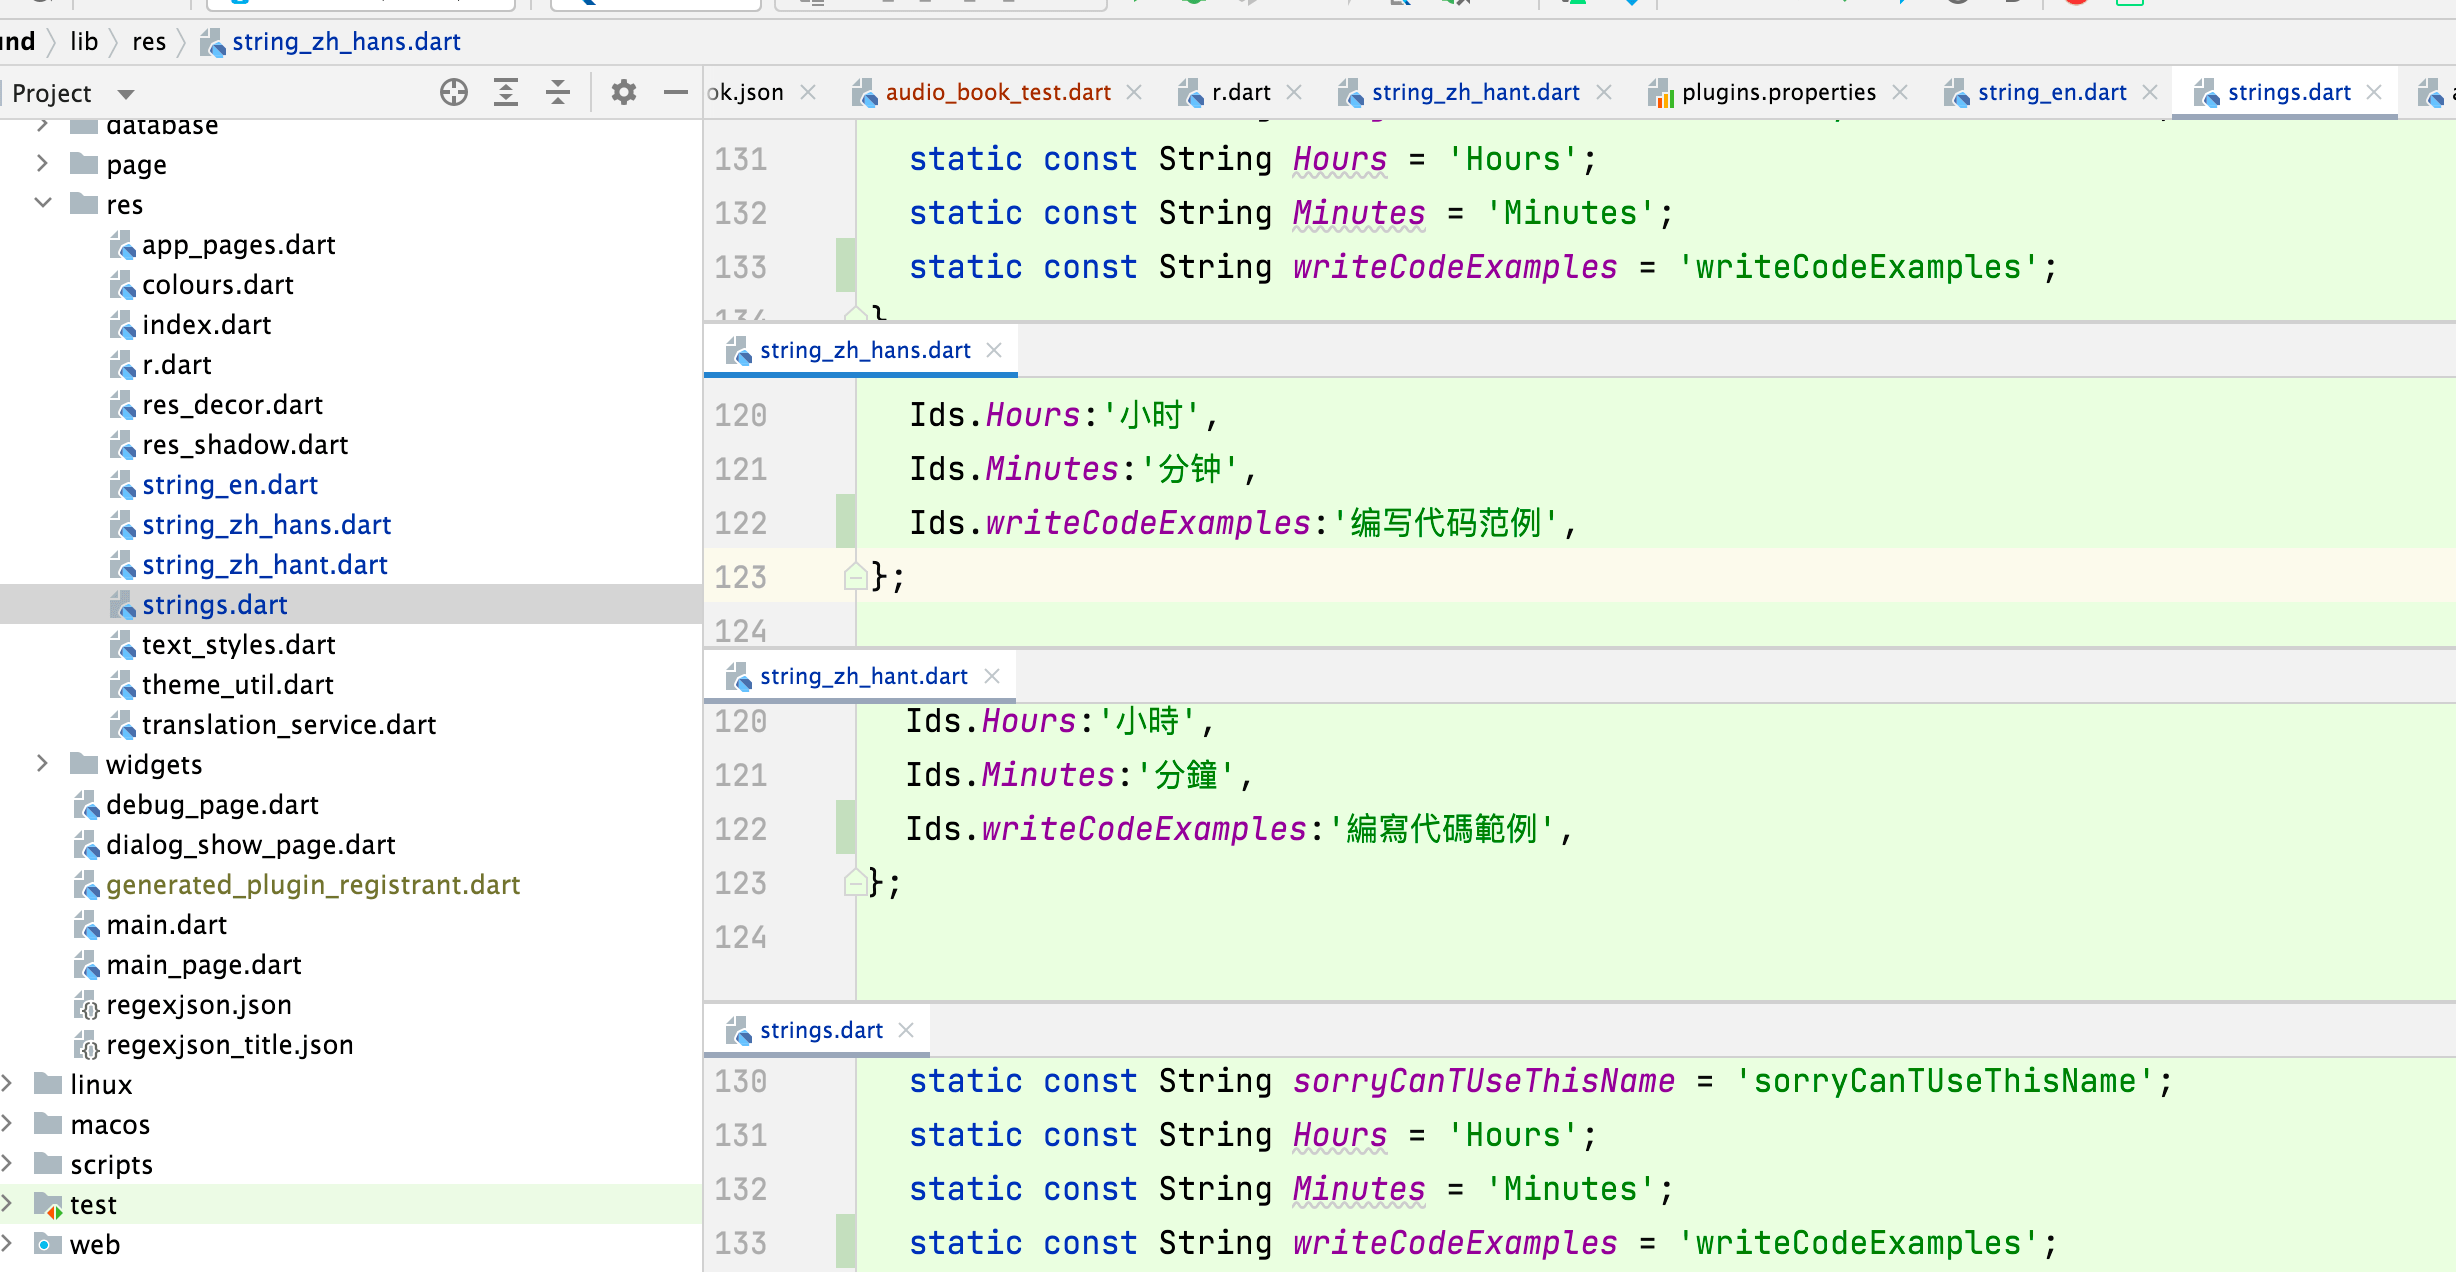 lib
res
string_zh_hans.dart
Project
database
page
res
app_pages.dart
colours.dart
index.dart
r.dart
res_decor.dart
res_shadow.dart
string_en.dart
string_zh_hans.dart
string_zh_hant.dart
strings.dart
text_styles.dart
theme_util.dart
translation_service.dart
widgets
debug_page.dart
dialog_show_page.dart
generated_plugin_registrant.dart
main.dart
main_page.dart
regexjson.json
regexjson_title.json
linux
macos
scripts
test
web
ok.json
audio_book_test.dart
r.dart
string_zh_hant.dart
plugins.properties
string_en.dart
strings.dart
131 static const String Hours = 'Hours';
132 static const String Minutes = 'Minutes';
133 static const String writeCodeExamples = 'writeCodeExamples';
134 }
string_zh_hans.dart
120 Ids.Hours:'小时',
121 Ids.Minutes:'分钟',
122 Ids.writeCodeExamples:'编写代码范例',
123 };
124
string_zh_hant.dart
120 Ids.Hours:'小時',
121 Ids.Minutes:'分鐘',
122 Ids.writeCodeExamples:'編寫代碼範例',
123 };
124
strings.dart
130 static const String sorryCanTUseThisName = 'sorryCanTUseThisName';
131 static const String Hours = 'Hours';
132 static const String Minutes = 'Minutes';
133 static const String writeCodeExamples = 'writeCodeExamples';